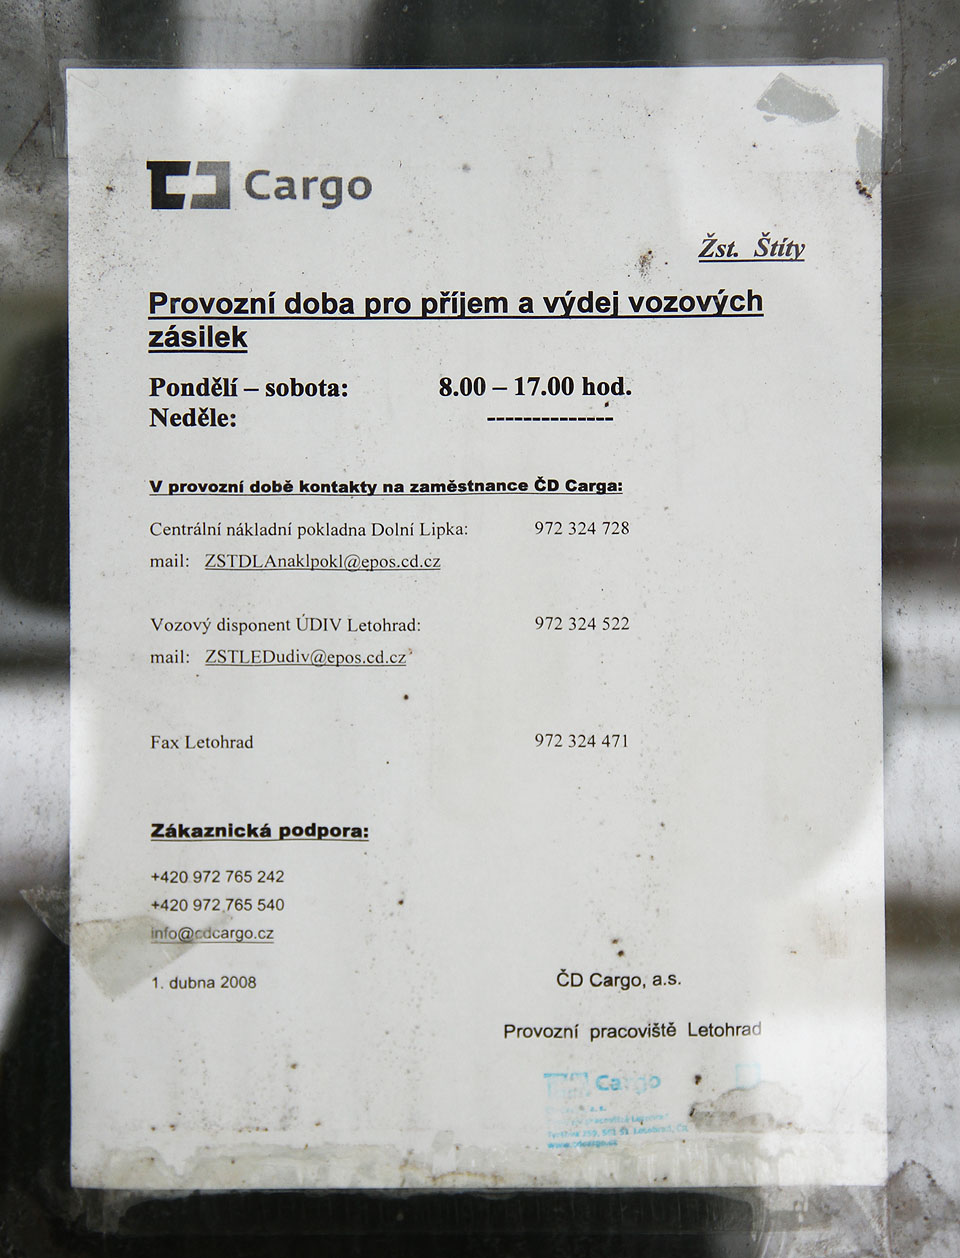 Cargo
Žst. Štíty
Provozní doba pro příjem a výdej vozových
zásilek
Pondělí – sobota: 8.00 – 17.00 hod.
Neděle: --------------
V provozní době kontakty na zaměstnance ČD Carga:
Centrální nákladní pokladna Dolní Lipka: 972 324 728
mail: ZSTDLAnaklpokl@epos.cd.cz
Vozový disponent ÚDIV Letohrad: 972 324 522
mail: ZSTLEDudiv@epos.cd.cz
Fax Letohrad 972 324 471
Zákaznická podpora:
+420 972 765 242
+420 972 765 540
info@cdcargo.cz
1. dubna 2008 ČD Cargo, a.s.
Provozní pracoviště Letohrad
Cargo
a.s.
Letohrad,
www.cdcargo.cz